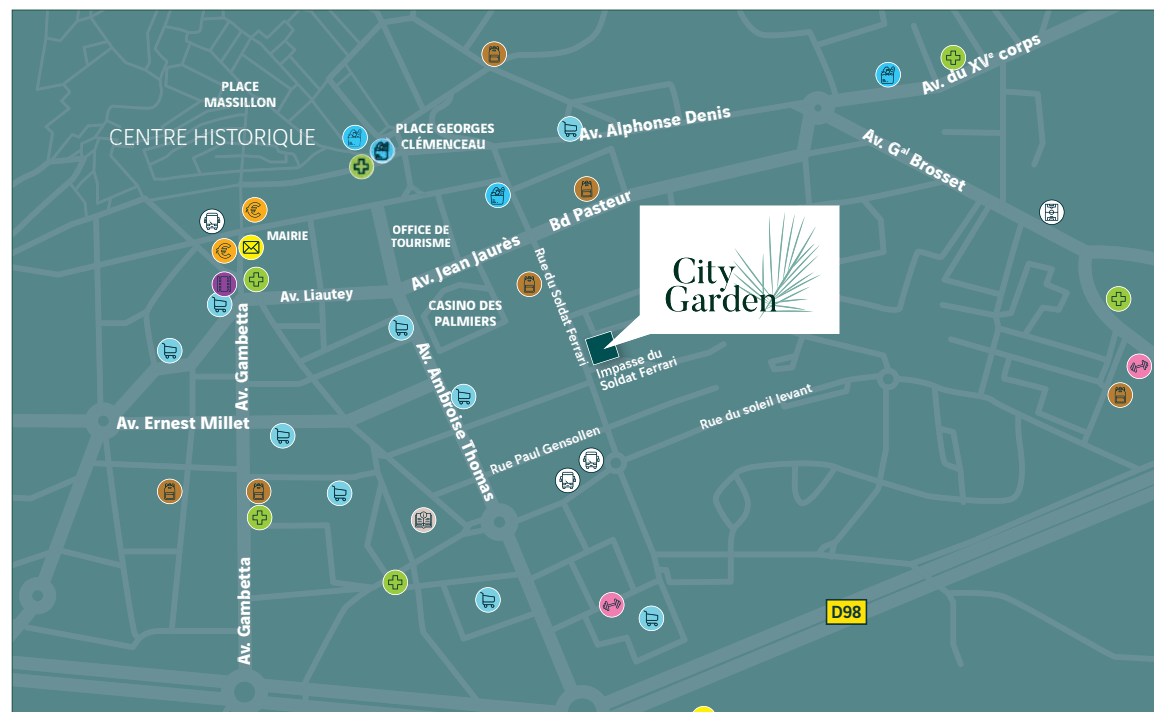 PLACE
MASSILLON
CENTRE HISTORIQUE
PLACE GEORGES
CLÉMENCEAU
Av. Alphonse Denis
Av. du XVe corps
Av. Gal Brosset
Bd Pasteur
MAIRIE
OFFICE DE
TOURISME
Av. Jean Jaurès
Rue du Soldat Ferrari
City
Garden
Av. Liautey
CASINO DES
PALMIERS
Av. Gambetta
Av. Ambroise Thomas
Impasse du
Soldat Ferrari
Rue du soleil levant
Av. Ernest Millet
Rue Paul Gensollen
Av. Gambetta
D98